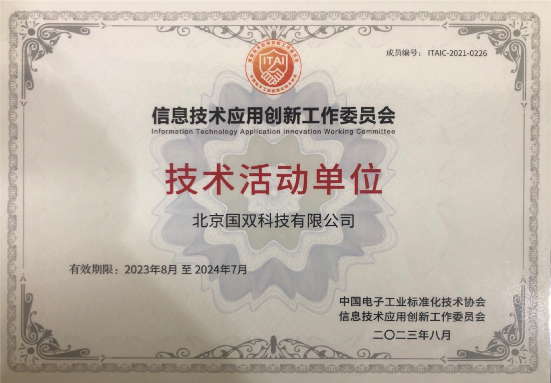 ITAI
成员编号： ITAIC-2021-0226
信息技术应用创新工作委员会
Information Technology Application Innovation Working Committee
技术活动单位
北京国双科技有限公司
有效期限： 2023年8月 至 2024年7月
中国电子工业标准化技术协会
信息技术应用创新工作委员会
二〇二三年八月